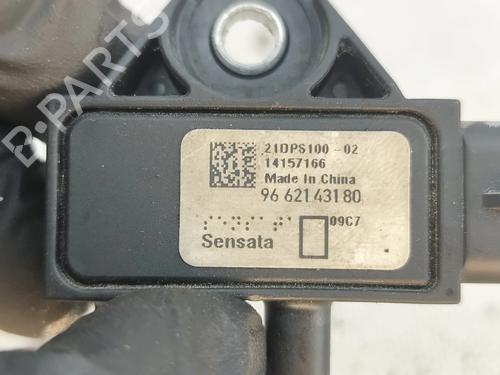 21DPS100-02
14157166
Made In China
96 621 431 80
09C7
Sensata
B-PARTS